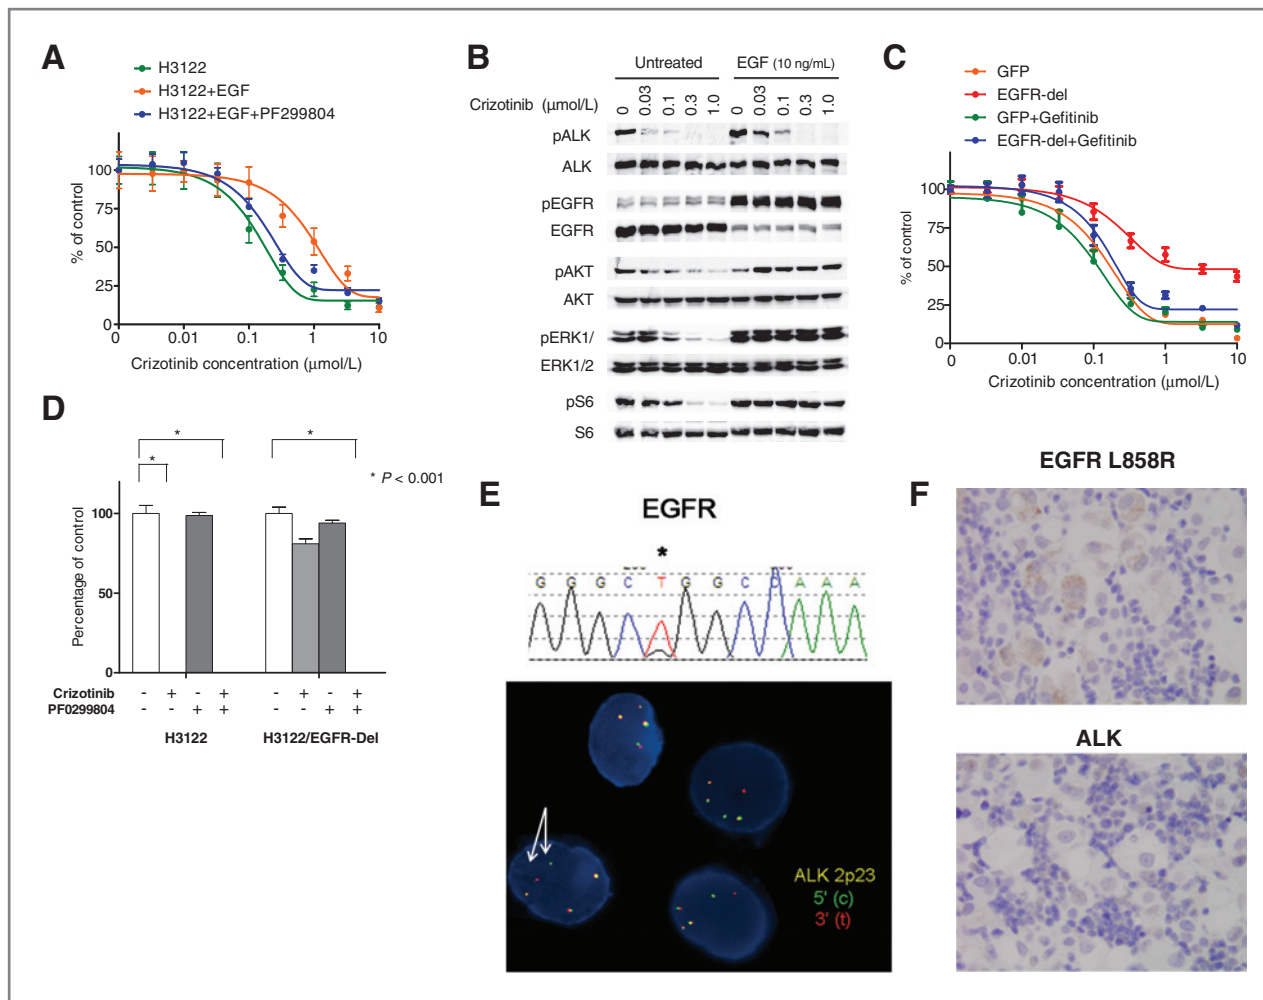 A
H3122
H3122+EGF
H3122+EGF+PF299804
% of control
100
75
50
25
0
0 0.01 0.1 1 10
Crizotinib concentration (μmol/L)
B
Untreated EGF (10 ng/mL)
Crizotinib (μmol/L) 0 0.03 0.1 0.3 1.0 0 0.03 0.1 0.3 1.0
pALK
ALK
pEGFR
EGFR
pAKT
AKT
pERK1/
ERK1/2
pS6
S6
C
GFP
EGFR-del
GFP+Gefitinib
EGFR-del+Gefitinib
% of control
100
75
50
25
0
0 0.01 0.1 1 10
Crizotinib concentration (μmol/L)
D
* *
*
* P < 0.001
Percentage of control
100
50
0
Crizotinib - + - + - + - +
PF0299804 - - + + - - + +
H3122 H3122/EGFR-Del
E
EGFR
*
G G G C T G G C C A A A
ALK 2p23
5' (c)
3' (t)
F
EGFR L858R
ALK